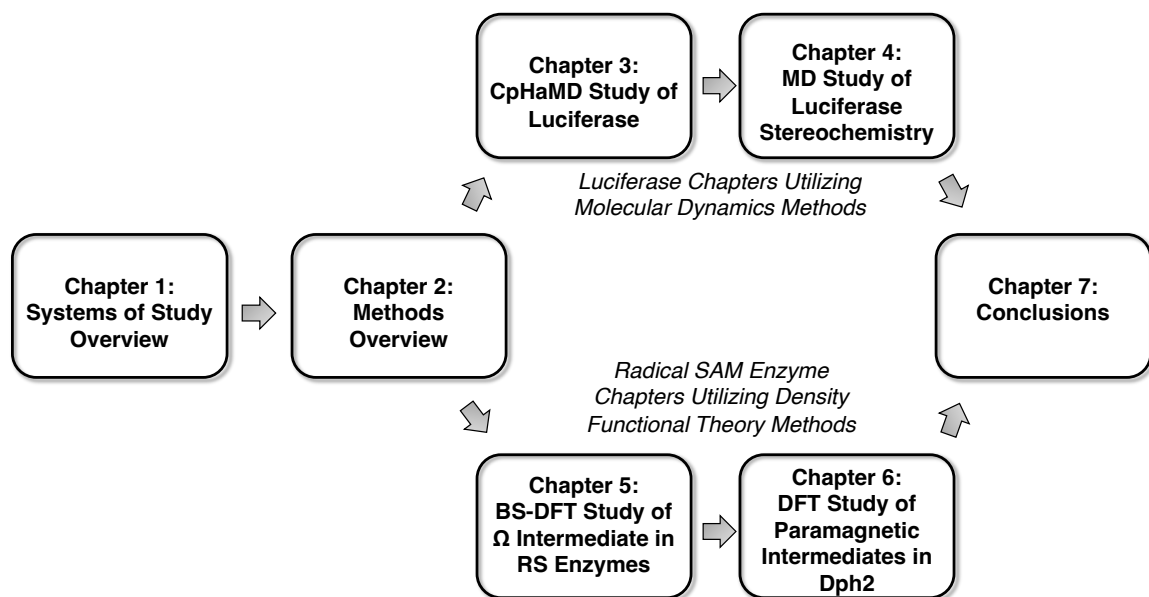 Chapter 1:
Systems of Study
Overview
Chapter 2:
Methods
Overview
Chapter 3:
CpHaMD Study of
Luciferase
Chapter 4:
MD Study of
Luciferase
Stereochemistry
Luciferase Chapters Utilizing
Molecular Dynamics Methods
Radical SAM Enzyme
Chapters Utilizing Density
Functional Theory Methods
Chapter 5:
BS-DFT Study of
Ω Intermediate in
RS Enzymes
Chapter 6:
DFT Study of
Paramagnetic
Intermediates in
Dph2
Chapter 7:
Conclusions